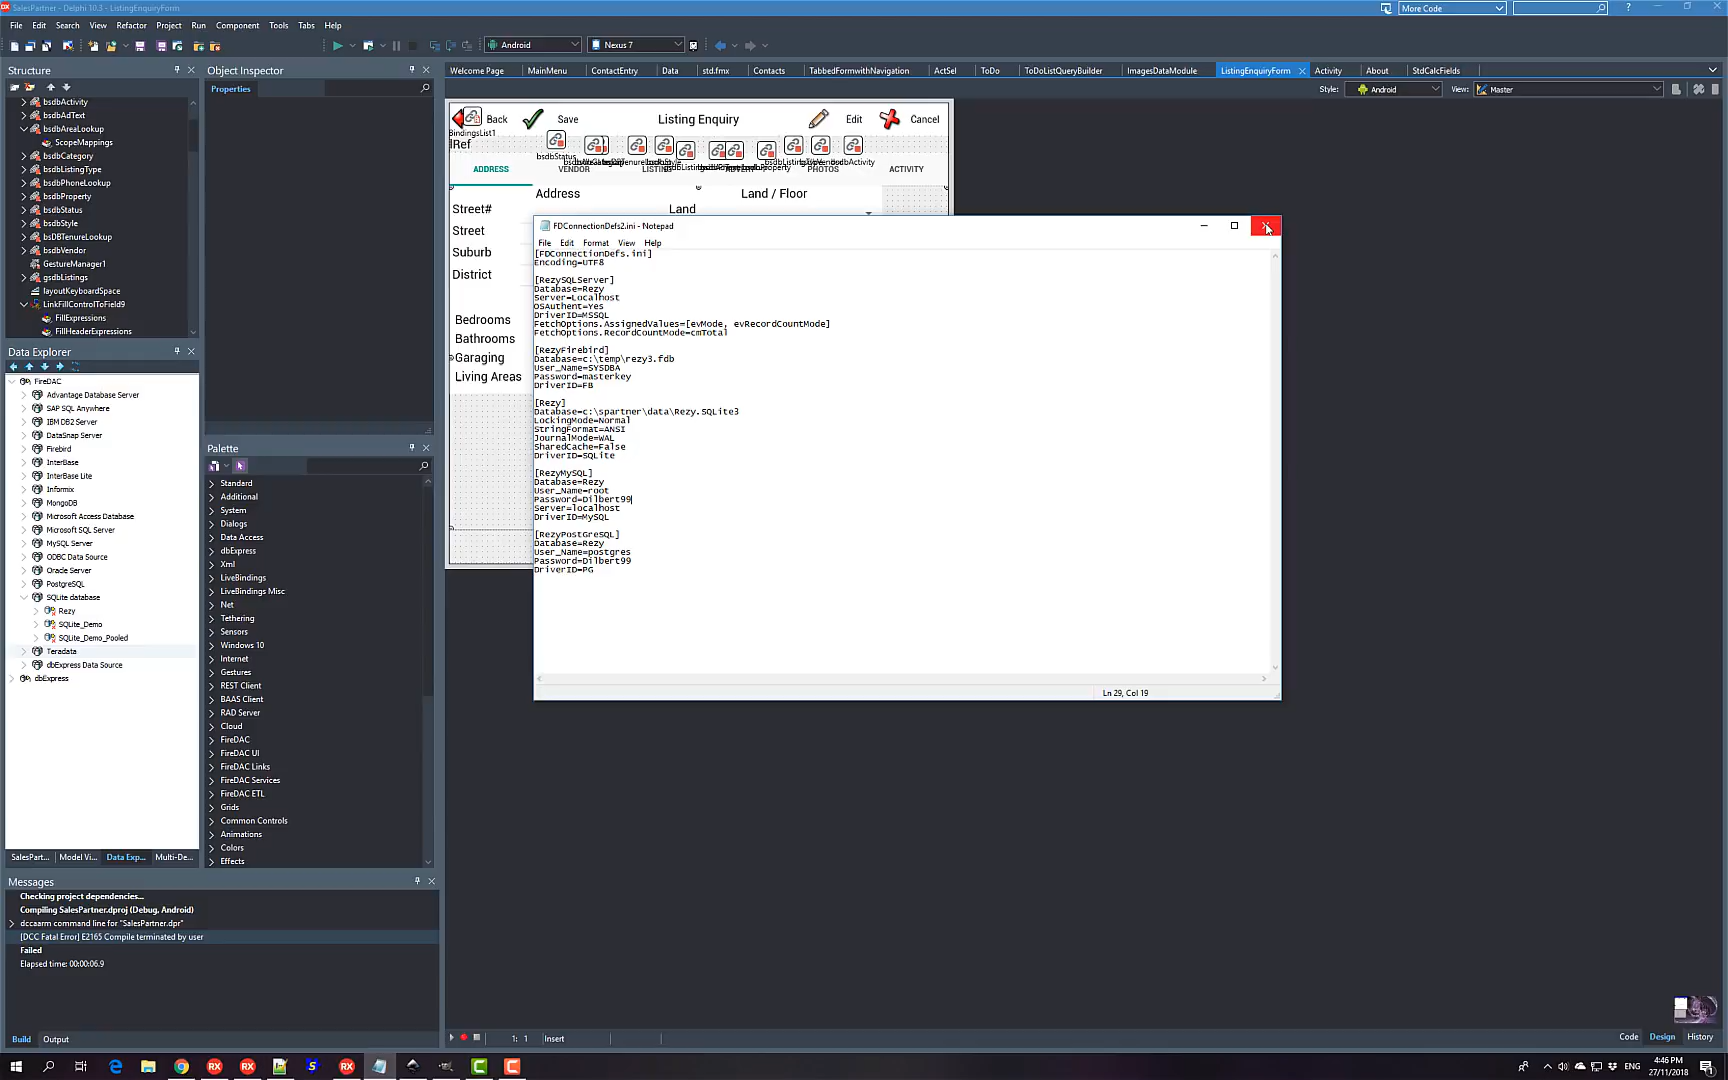 SalesPartner - Delphi 10.3 - ListingEnquiryForm
More Code
File Edit Search View Refactor Project Run Component Tools Tabs Help
Android
Nexus 7
Structure
Object Inspector
Properties
Welcome Page MainMenu ContactEntry Data std.fmx Contacts TabbedFormwithNavigation ActSel ToDo ToDoListQueryBuilder ImagesDataModule ListingEnquiryForm Activity About StdCalcFields
Style: Android View: Master
bsdbActivity
bsdbAdText
bsdbAreaLookup
ScopeMappings
bsdbCategory
bsdbListingType
bsdbPhoneLookup
bsdbProperty
bsdbStatus
bsdbStyle
bsDBTenureLookup
bsdbVendor
GestureManager1
gsdbListings
layoutKeyboardSpace
LinkFillControlToField9
FillExpressions
FillHeaderExpressions
Back Save Listing Enquiry Edit Cancel
BindingsList1
lRef
bsdbStatus
bsdbActivity
ADDRESS VENDOR PHOTOS ACTIVITY
Address Land / Floor
Street# Land
Street
Suburb
District
Bedrooms
Bathrooms
Garaging
Living Areas
FDConnectionDefs2.ini - Notepad
File Edit Format View Help
[FDConnectionDefs.ini]
Encoding=UTF8
[RezySQLServer]
Database=Rezy
Server=Localhost
OSAuthent=Yes
DriverID=MSSQL
FetchOptions.AssignedValues=[evMode, evRecordCountMode]
FetchOptions.RecordCountMode=cmTotal
[RezyFirebird]
Database=c:\temp\rezy3.fdb
User_Name=SYSDBA
Password=masterkey
DriverID=FB
[Rezy]
Database=c:\spartner\data\Rezy.SQLite3
LockingMode=Normal
StringFormat=ANSI
JournalMode=WAL
SharedCache=False
DriverID=SQLite
[RezyMySQL]
Database=Rezy
User_Name=root
Password=Dilbert99
Server=localhost
DriverID=MySQL
[RezyPostGreSQL]
Database=Rezy
User_Name=postgres
Password=Dilbert99
DriverID=PG
Ln 29, Col 19
Data Explorer
FireDAC
Advantage Database Server
SAP SQL Anywhere
IBM DB2 Server
DataSnap Server
Firebird
InterBase
InterBase Lite
Informix
MongoDB
Microsoft Access Database
Microsoft SQL Server
MySQL Server
ODBC Data Source
Oracle Server
PostgreSQL
SQLite database
Rezy
SQLite_Demo
SQLite_Demo_Pooled
Teradata
dbExpress Data Source
dbExpress
SalesPart... Model Vi... Data Exp... Multi-De...
Palette
Standard
Additional
System
Dialogs
Data Access
dbExpress
Xml
LiveBindings
LiveBindings Misc
Net
Tethering
Sensors
Windows 10
Internet
Gestures
REST Client
BAAS Client
RAD Server
Cloud
FireDAC
FireDAC UI
FireDAC Links
FireDAC Services
FireDAC ETL
Grids
Common Controls
Animations
Colors
Effects
Messages
Checking project dependencies...
Compiling SalesPartner.dproj (Debug, Android)
dccaarm command line for "SalesPartner.dpr"
[DCC Fatal Error] E2165 Compile terminated by user
Failed
Elapsed time: 00:00:06.9
Build Output
1: 1 Insert
Code Design History
ENG
4:46 PM
27/11/2018